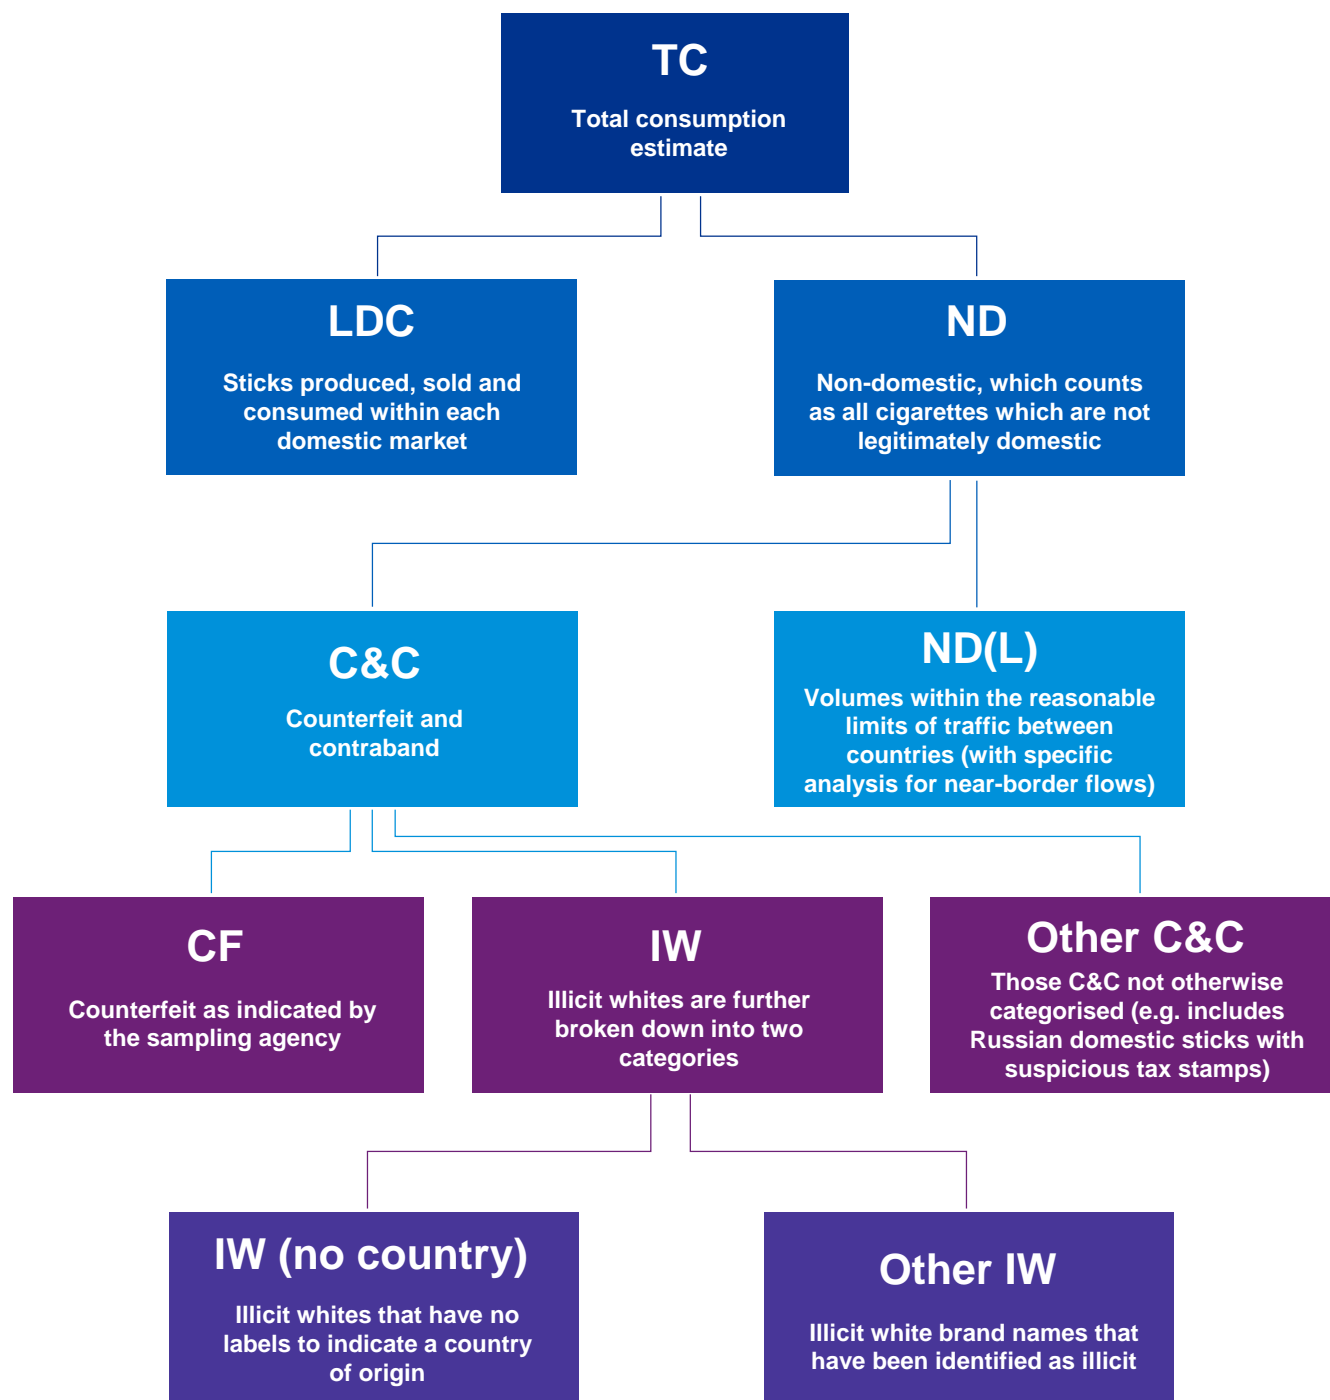 TC
Total consumption
estimate
LDC
Sticks produced, sold and
consumed within each
domestic market
ND
Non-domestic, which counts
as all cigarettes which are not
legitimately domestic
C&C
Counterfeit and
contraband
ND(L)
Volumes within the reasonable
limits of traffic between
countries (with specific
analysis for near-border flows)
CF
Counterfeit as indicated by
the sampling agency
IW
Illicit whites are further
broken down into two
categories
Other C&C
Those C&C not otherwise
categorised (e.g. includes
Russian domestic sticks with
suspicious tax stamps)
IW (no country)
Illicit whites that have no
labels to indicate a country
of origin
Other IW
Illicit white brand names that
have been identified as illicit